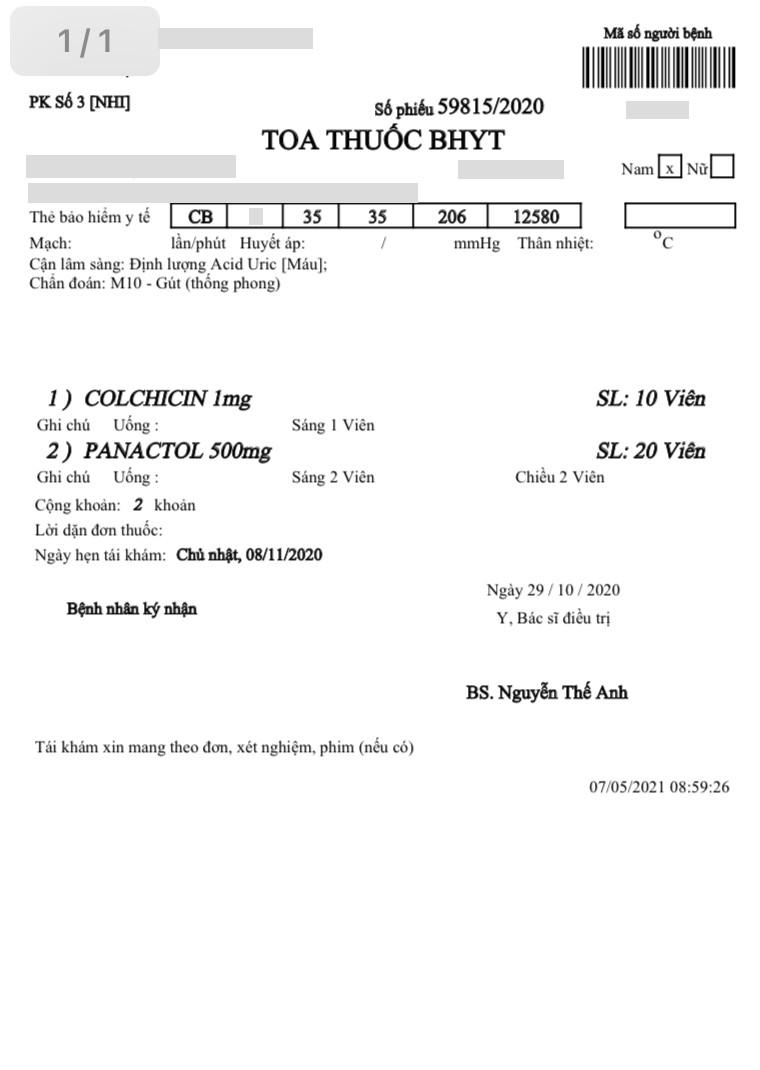 1/1
Mã số người bệnh
PK Số 3 [NHI]
Số phiếu 59815/2020
TOA THUỐC BHYT
Nam x Nữ
Thẻ bảo hiểm y tế CB 35 35 206 12580
Mạch: lần/phút Huyết áp: / mmHg Thân nhiệt: °C
Cận lâm sàng: Định lượng Acid Uric [Máu];
Chẩn đoán: M10 - Gút (thống phong)
1 ) COLCHICIN 1mg SL: 10 Viên
Ghi chú Uống : Sáng 1 Viên
2 ) PANACTOL 500mg SL: 20 Viên
Ghi chú Uống : Sáng 2 Viên Chiều 2 Viên
Cộng khoản: 2 khoản
Lời dặn đơn thuốc:
Ngày hẹn tái khám: Chủ nhật, 08/11/2020
Ngày 29 / 10 / 2020
Bệnh nhân ký nhận
Y, Bác sĩ điều trị
BS. Nguyễn Thế Anh
Tái khám xin mang theo đơn, xét nghiệm, phim (nếu có)
07/05/2021 08:59:26